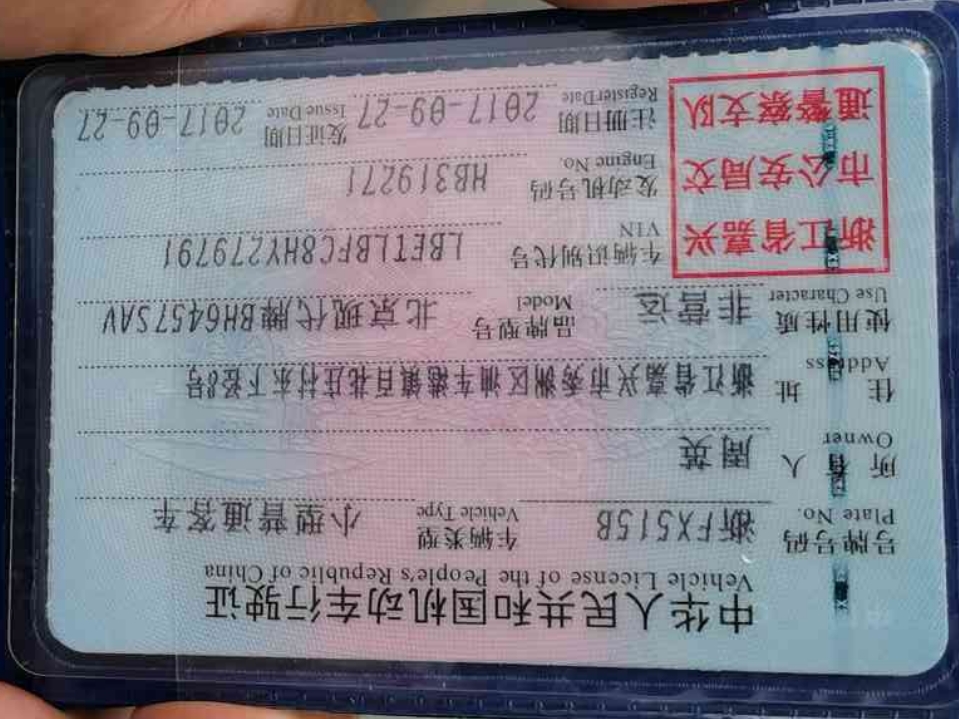 中华人民共和国机动车行驶证
Vehicle License of the People's Republic of China
号牌号码 浙FX515B 车辆类型 小型普通客车
Plate No. Vehicle Type
所有人 周英
Owner
住址 浙江省嘉兴市秀洲区油车港镇百花庄村东下圣8号
Address
使用性质 非营运 品牌型号 北京现代牌BH6457SAV
Use Character Model
浙江省嘉兴
市公安局交
通警察支队
车辆识别代号 LBETLBFC8HY279791
VIN
发动机号码 HB319271
Engine No.
注册日期 2017-09-27 发证日期 2017-09-27
Register Date Issue Date